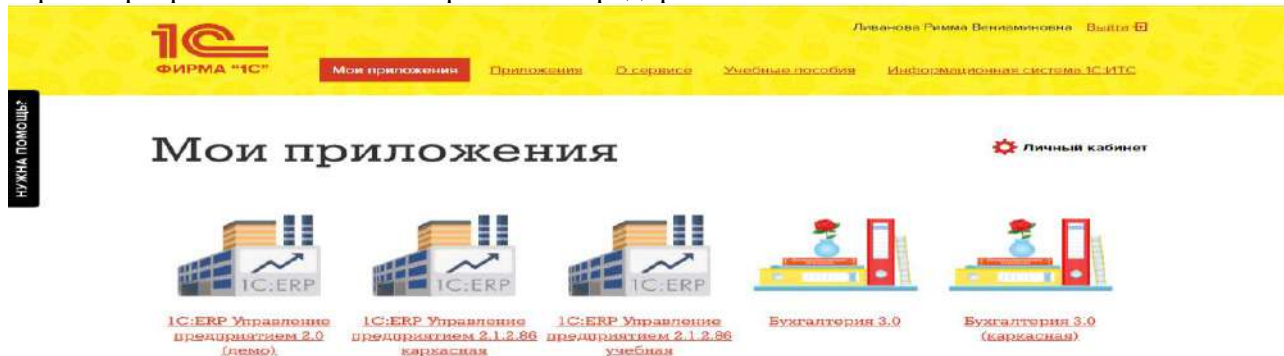 Ливанова Римма Вениаминовна Выйти
1С
ФИРМА "1С"
Мои приложения Приложения О сервисе Учебные пособия Информационная система 1С:ИТС
НУЖНА ПОМОЩЬ?
Мои приложения
Личный кабинет
1C:ERP 1C:ERP 1C:ERP
1С:ERP Управление 1С:ERP Управление 1С:ERP Управление Бухгалтерия 3.0 Бухгалтерия 3.0
предприятием 2.0 предприятием 2.1.2.86 предприятием 2.1.2.86 (каркасная)
(демо) каркасная учебная